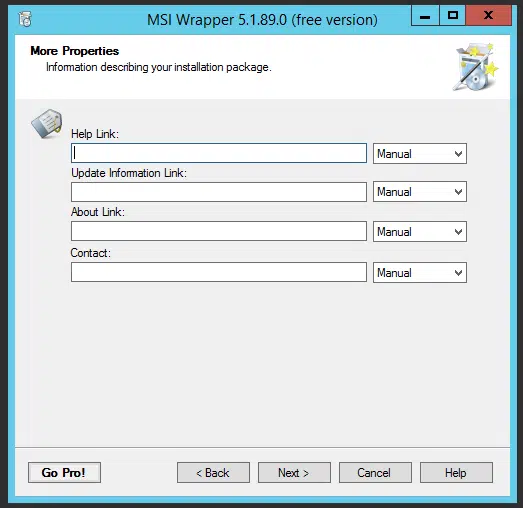 MSI Wrapper 5.1.89.0 (free version)
More Properties
Information describing your installation package.
Help Link:
Manual
Update Information Link:
Manual
About Link:
Manual
Contact:
Manual
Go Pro! < Back Next > Cancel Help